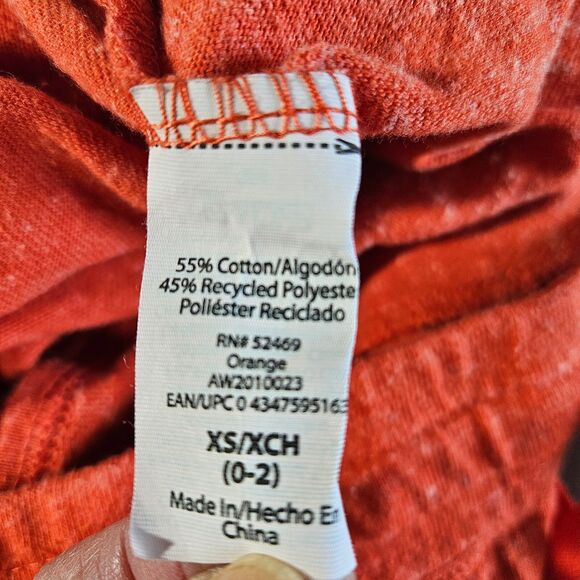 55% Cotton/Algodón
45% Recycled Polyeste
Poliéster Reciclado
RN# 52469
Orange
AW2010023
EAN/UPC 0 4347595163
XS/XCH
(0-2)
Made In/Hecho En
China